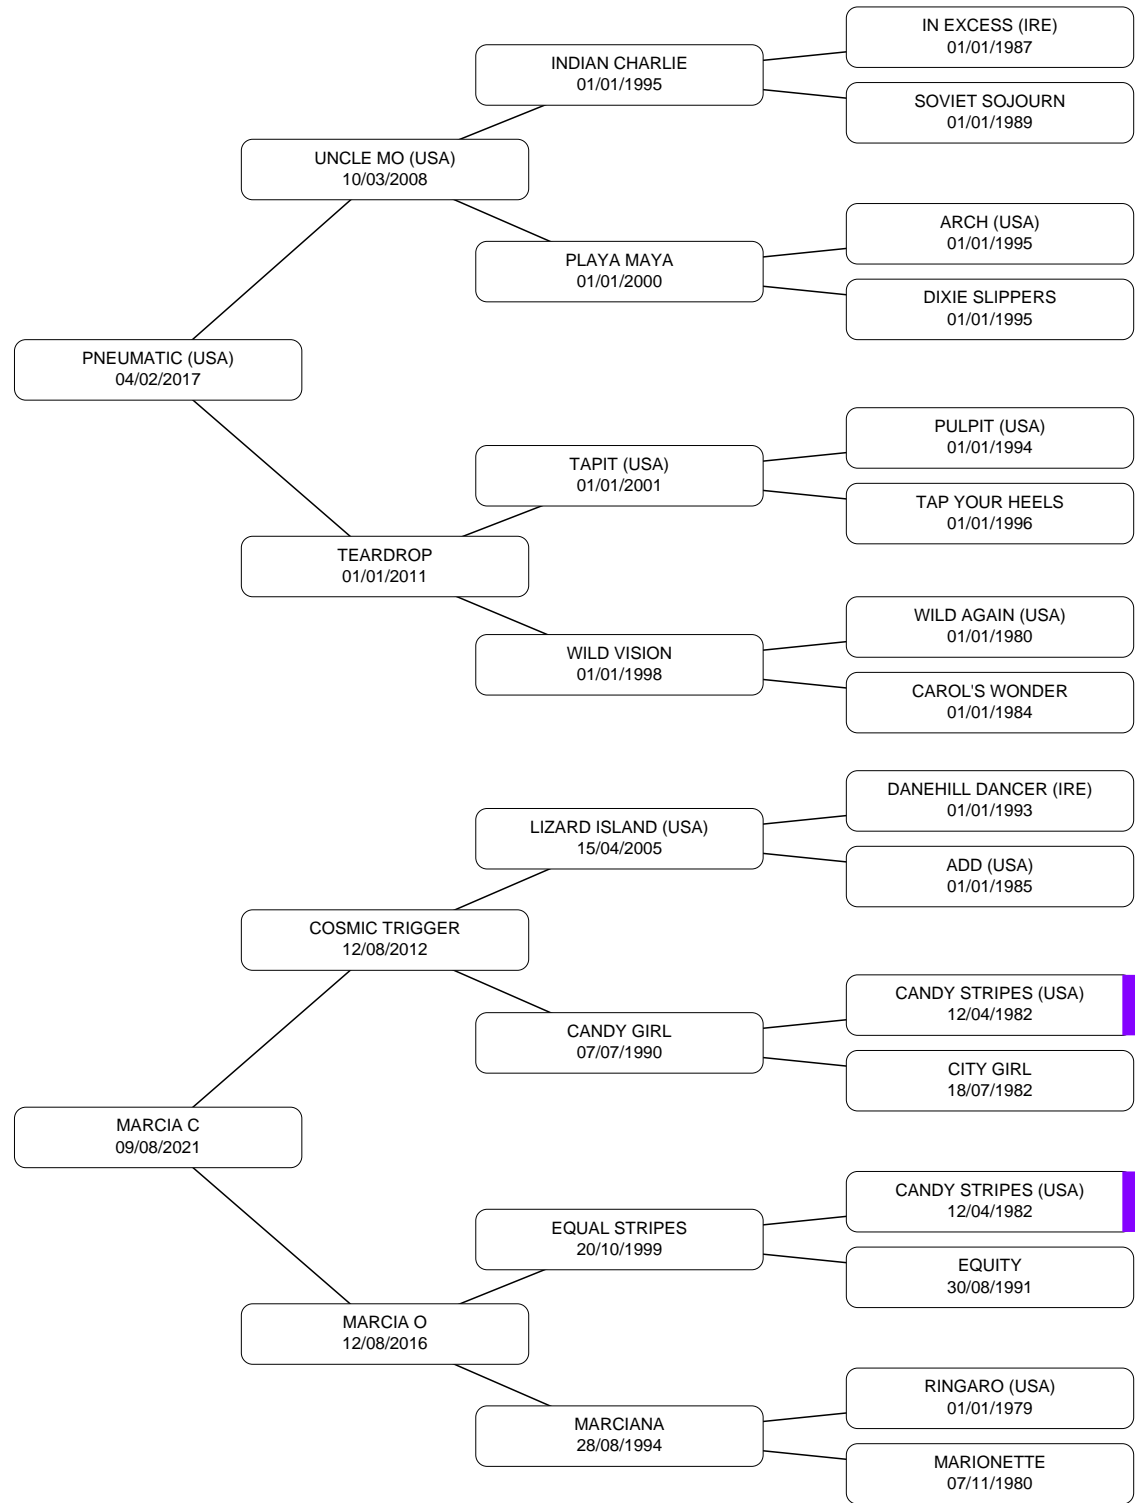 IN EXCESS (IRE)
01/01/1987
INDIAN CHARLIE
01/01/1995
SOVIET SOJOURN
01/01/1989
UNCLE MO (USA)
10/03/2008
ARCH (USA)
01/01/1995
PLAYA MAYA
01/01/2000
DIXIE SLIPPERS
01/01/1995
PNEUMATIC (USA)
04/02/2017
PULPIT (USA)
01/01/1994
TAPIT (USA)
01/01/2001
TAP YOUR HEELS
01/01/1996
TEARDROP
01/01/2011
WILD AGAIN (USA)
01/01/1980
WILD VISION
01/01/1998
CAROL'S WONDER
01/01/1984
DANEHILL DANCER (IRE)
01/01/1993
LIZARD ISLAND (USA)
15/04/2005
ADD (USA)
01/01/1985
COSMIC TRIGGER
12/08/2012
CANDY STRIPES (USA)
12/04/1982
CANDY GIRL
07/07/1990
CITY GIRL
18/07/1982
MARCIA C
09/08/2021
CANDY STRIPES (USA)
12/04/1982
EQUAL STRIPES
20/10/1999
EQUITY
30/08/1991
MARCIA O
12/08/2016
RINGARO (USA)
01/01/1979
MARCIANA
28/08/1994
MARIONETTE
07/11/1980